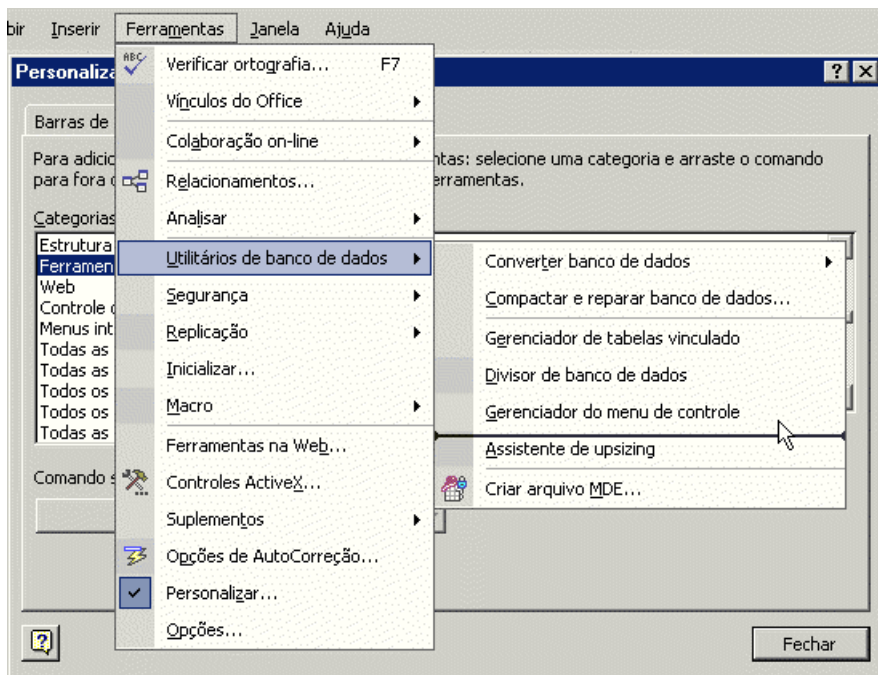 bir Inserir Ferramentas Janela Ajuda
Personaliza
Barras de
Para adicic
ntas: selecione uma categoria e arraste o comando
para fora
erramentas.
Categorias
Estrutura
Ferramen
Web
Controle
Menus int
Todas as
Todas as
Todos os
Todos os
Todas as
Comando s
Verificar ortografia... F7
Vínculos do Office
Colaboração on-line
Relacionamentos...
Analisar
Utilitários de banco de dados
Segurança
Replicação
Inicializar...
Macro
Ferramentas na Web...
Controles ActiveX...
Suplementos
Opções de AutoCorreção...
Personalizar...
Opções...
Converter banco de dados
Compactar e reparar banco de dados...
Gerenciador de tabelas vinculado
Divisor de banco de dados
Gerenciador do menu de controle
Assistente de upsizing
Criar arquivo MDE...
Fechar